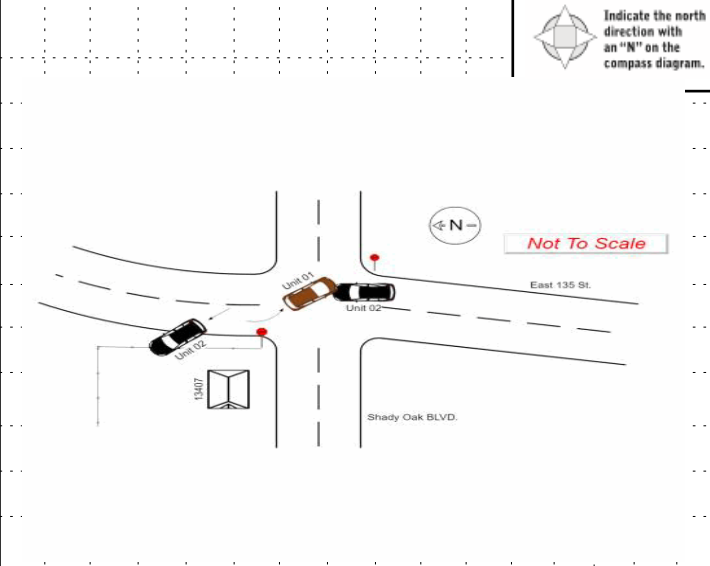 Indicate the north
direction with
an "N" on the
compass diagram.
N
Not To Scale
East 135 St.
Unit 01
Unit 02
Unit 02
13407
Shady Oak BLVD.